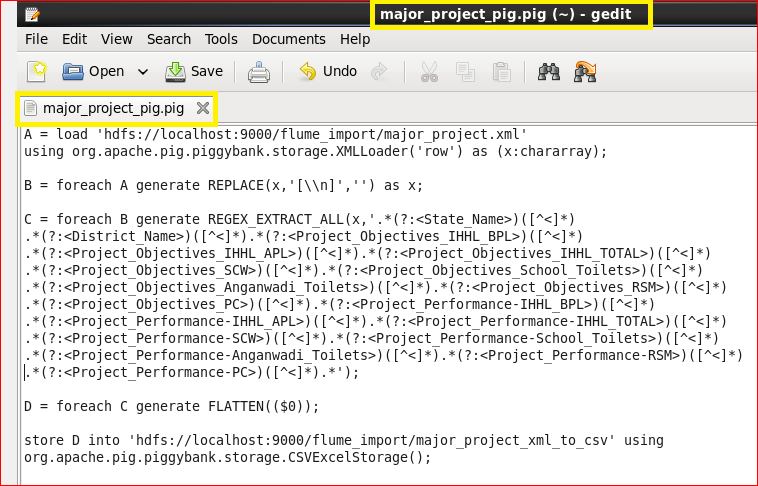 major_project_pig.pig (~) - gedit
File Edit View Search Tools Documents Help
Open Save Undo
major_project_pig.pig
A = load 'hdfs://localhost:9000/flume_import/major_project.xml'
using org.apache.pig.piggybank.storage.XMLLoader('row') as (x:chararray);
B = foreach A generate REPLACE(x,'[\\n]','') as x;
C = foreach B generate REGEX_EXTRACT_ALL(x,'.*(?:<State_Name>)([^<]*)
.*(?:<District_Name>)([^<]*).*(?:<Project_Objectives_IHHL_BPL>)([^<]*)
.*(?:<Project_Objectives_IHHL_APL>)([^<]*).*(?:<Project_Objectives_IHHL_TOTAL>)([^<]*)
.*(?:<Project_Objectives_SCW>)([^<]*).*(?:<Project_Objectives_School_Toilets>)([^<]*)
.*(?:<Project_Objectives_Anganwadi_Toilets>)([^<]*).*(?:<Project_Objectives_RSM>)([^<]*)
.*(?:<Project_Objectives_PC>)([^<]*).*(?:<Project_Performance-IHHL_BPL>)([^<]*)
.*(?:<Project_Performance-IHHL_APL>)([^<]*).*(?:<Project_Performance-IHHL_TOTAL>)([^<]*)
.*(?:<Project_Performance-SCW>)([^<]*).*(?:<Project_Performance-School_Toilets>)([^<]*)
.*(?:<Project_Performance-Anganwadi_Toilets>)([^<]*).*(?:<Project_Performance-RSM>)([^<]*)
.*(?:<Project_Performance-PC>)([^<]*).*');
D = foreach C generate FLATTEN(($0));
store D into 'hdfs://localhost:9000/flume_import/major_project_xml_to_csv' using
org.apache.pig.piggybank.storage.CSVExcelStorage();